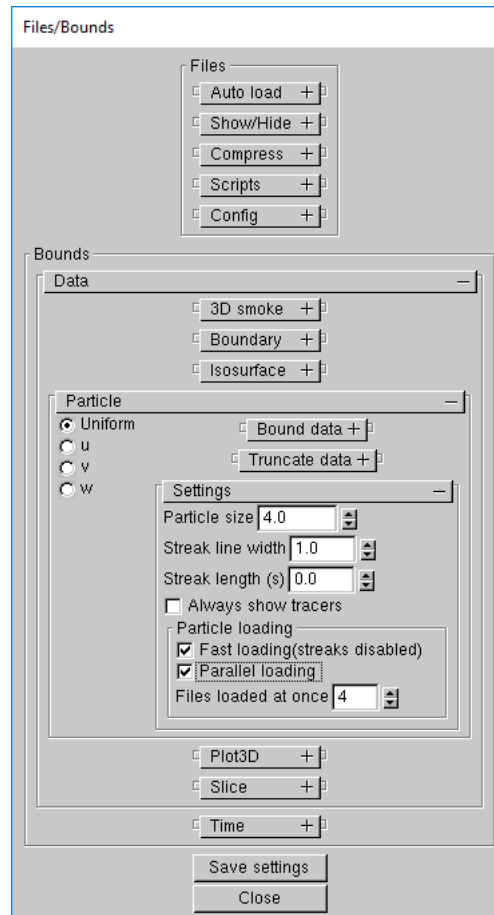 Files/Bounds
Files
Auto load +
Show/Hide +
Compress +
Scripts +
Config +
Bounds
Data −
3D smoke +
Boundary +
Isosurface +
Particle −
Uniform
u
v
w
Bound data +
Truncate data +
Settings −
Particle size 4.0
Streak line width 1.0
Streak length (s) 0.0
Always show tracers
Particle loading
Fast loading(streaks disabled)
Parallel loading
Files loaded at once 4
Plot3D +
Slice +
Time +
Save settings
Close